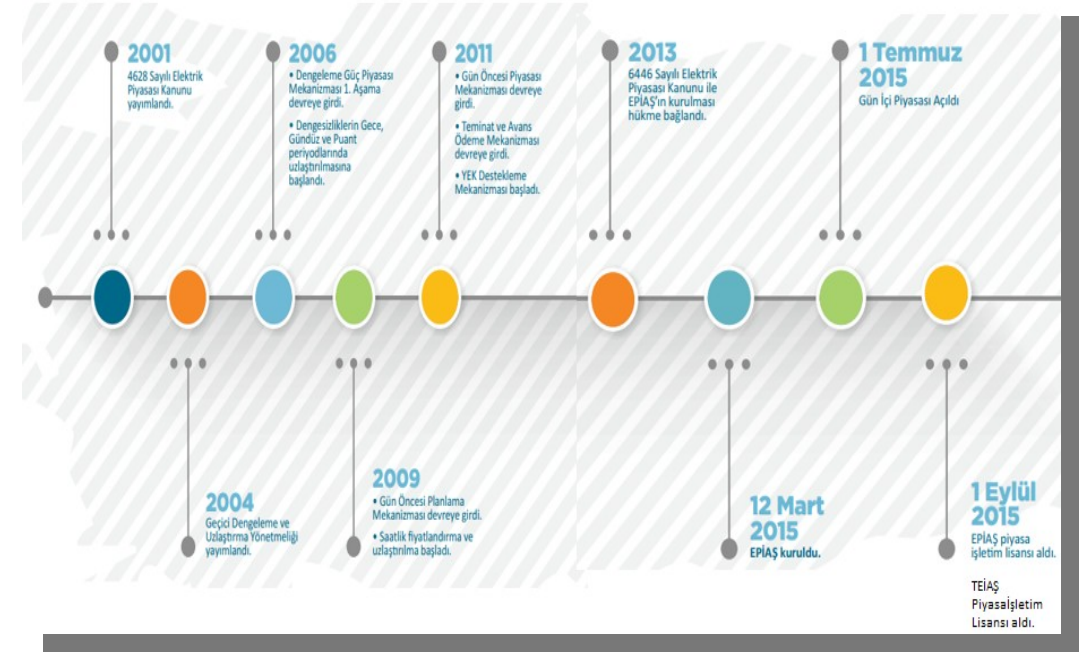 2001
4628 Sayılı Elektrik
Piyasası Kanunu
yayımlandı.
2006
• Dengeleme Güç Piyasası
Mekanizması 1. Aşama
devreye girdi.
• Dengesizliklerin Gece,
Gündüz ve Puant
periyodlarında
uzlaştırılmasına
başlandı.
2011
• Gün Öncesi Piyasası
Mekanizması devreye
girdi.
• Teminat ve Avans
Ödeme Mekanizması
devreye girdi.
• YEK Destekleme
Mekanizması başladı.
2013
6446 Sayılı Elektrik
Piyasası Kanunu ile
EPİAŞ'ın kurulması
hükme bağlandı.
1 Temmuz
2015
Gün İçi Piyasası Açıldı
2004
Geçici Dengeleme ve
Uzlaştırma Yönetmeliği
yayımlandı.
2009
• Gün Öncesi Planlama
Mekanizması devreye girdi.
• Saatlik fiyatlandırma ve
uzlaştırılma başladı.
12 Mart
2015
EPİAŞ kuruldu.
1 Eylül
2015
EPİAŞ piyasa
işletim lisansı aldı.
TEİAŞ
Piyasaİşletim
Lisansı aldı.